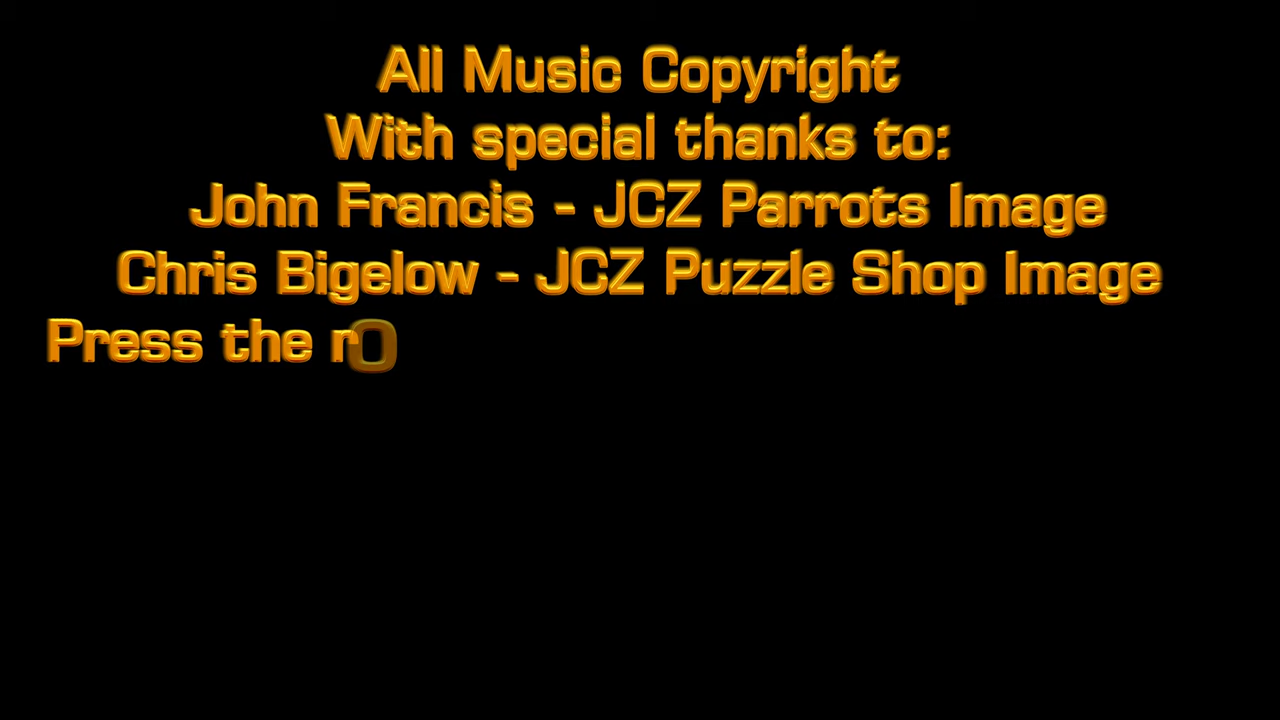 All Music Copyright
With special thanks to:
John Francis - JCZ Parrots Image
Chris Bigelow - JCZ Puzzle Shop Image
Press the ro